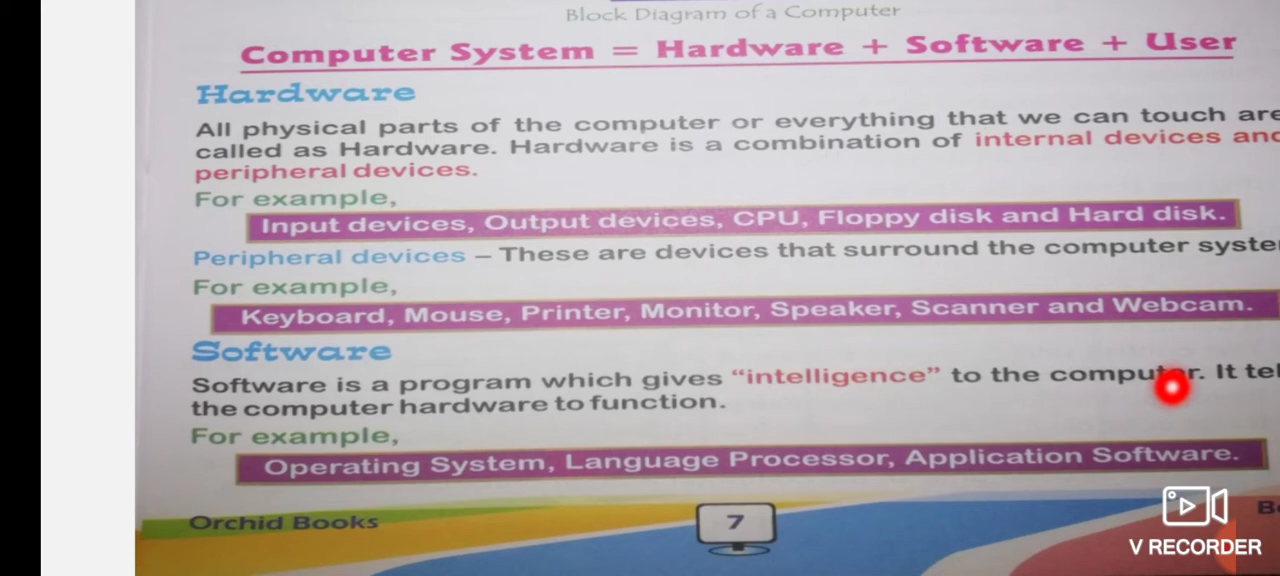 Block Diagram of a Computer
Computer System = Hardware + Software + User
Hardware
All physical parts of the computer or everything that we can touch are
called as Hardware. Hardware is a combination of internal devices and
peripheral devices.
For example,
Input devices, Output devices, CPU, Floppy disk and Hard disk.
Peripheral devices – These are devices that surround the computer syste
For example,
Keyboard, Mouse, Printer, Monitor, Speaker, Scanner and Webcam.
Software
Software is a program which gives “intelligence” to the computer. It tel
the computer hardware to function.
For example,
Operating System, Language Processor, Application Software.
Orchid Books
7
V RECORDER